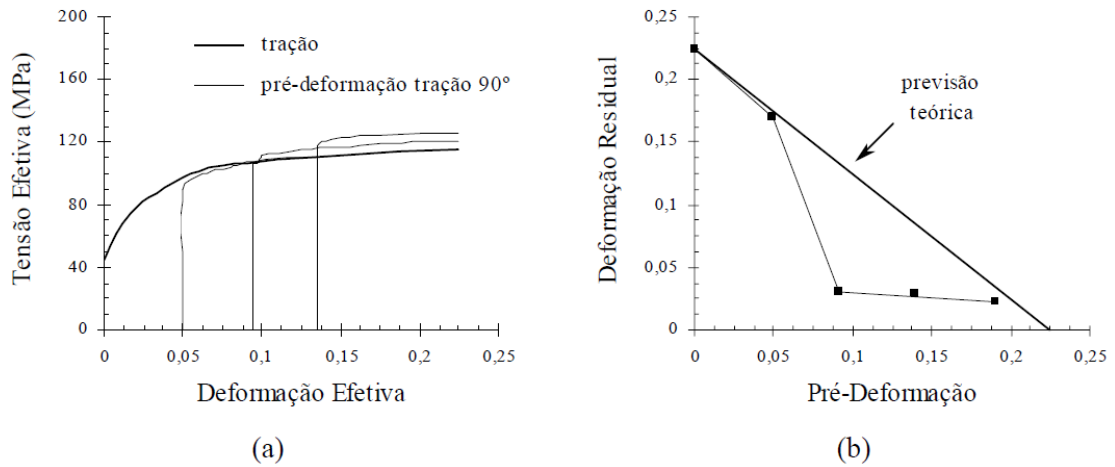 200
160
120
80
40
0
Tensão Efetiva (MPa)
tração
pré-deformação tração 90º
0 0,05 0,1 0,15 0,2 0,25
Deformação Efetiva
(a)
0,25
0,2
0,15
0,1
0,05
0
Deformação Residual
previsão
teórica
0 0,05 0,1 0,15 0,2 0,25
Pré-Deformação
(b)